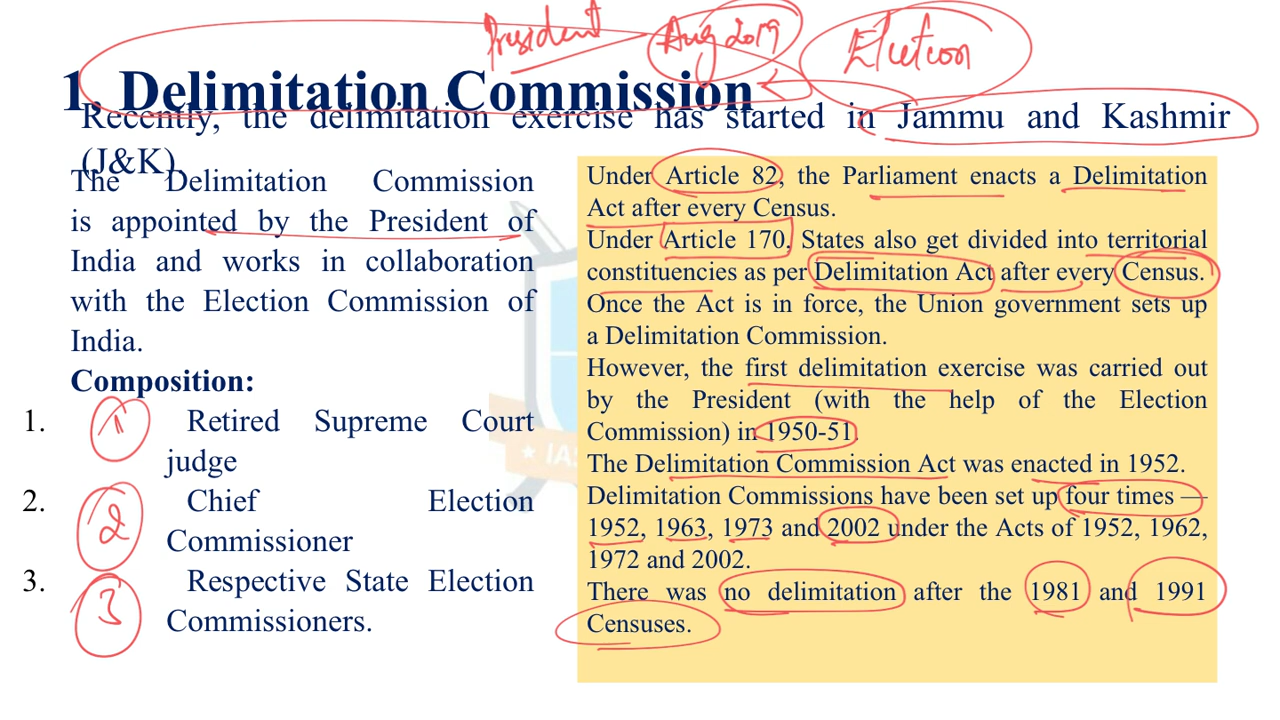 President Aug 2019 Election
1. Delimitation Commission
Recently, the delimitation exercise has started in Jammu and Kashmir
(J&K)
The Delimitation Commission
is appointed by the President of
India and works in collaboration
with the Election Commission of
India.
Composition:
1. 1 Retired Supreme Court
judge
2. 2 Chief Election
Commissioner
3. 3 Respective State Election
Commissioners.
Under Article 82, the Parliament enacts a Delimitation
Act after every Census.
Under Article 170, States also get divided into territorial
constituencies as per Delimitation Act after every Census.
Once the Act is in force, the Union government sets up
a Delimitation Commission.
However, the first delimitation exercise was carried out
by the President (with the help of the Election
Commission) in 1950-51.
The Delimitation Commission Act was enacted in 1952.
Delimitation Commissions have been set up four times —
1952, 1963, 1973 and 2002 under the Acts of 1952, 1962,
1972 and 2002.
There was no delimitation after the 1981 and 1991
Censuses.